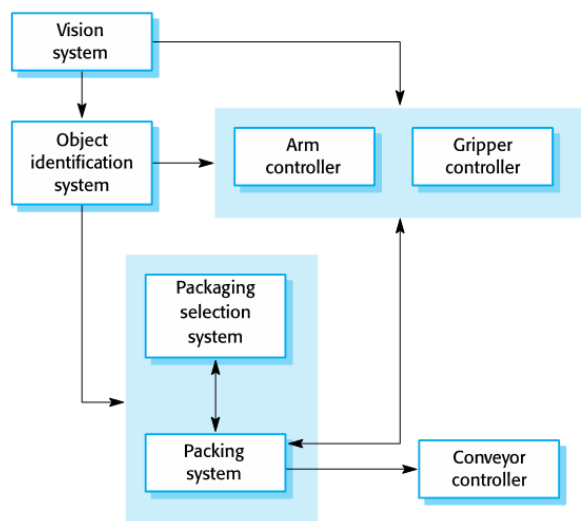 Vision
system
Object
identification
system
Arm
controller
Gripper
controller
Packaging
selection
system
Packing
system
Conveyor
controller